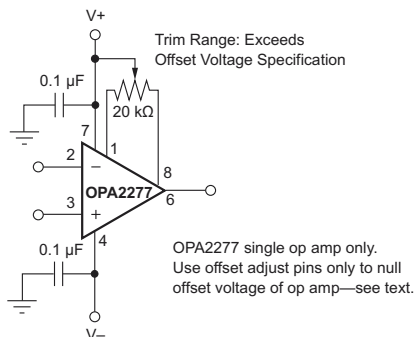 V+
Trim Range: Exceeds
Offset Voltage Specification
0.1 µF
20 kΩ
7
1
2
8
−
OPA2277
6
3
+
4
0.1 µF
OPA2277 single op amp only.
Use offset adjust pins only to null
offset voltage of op amp—see text.
V–